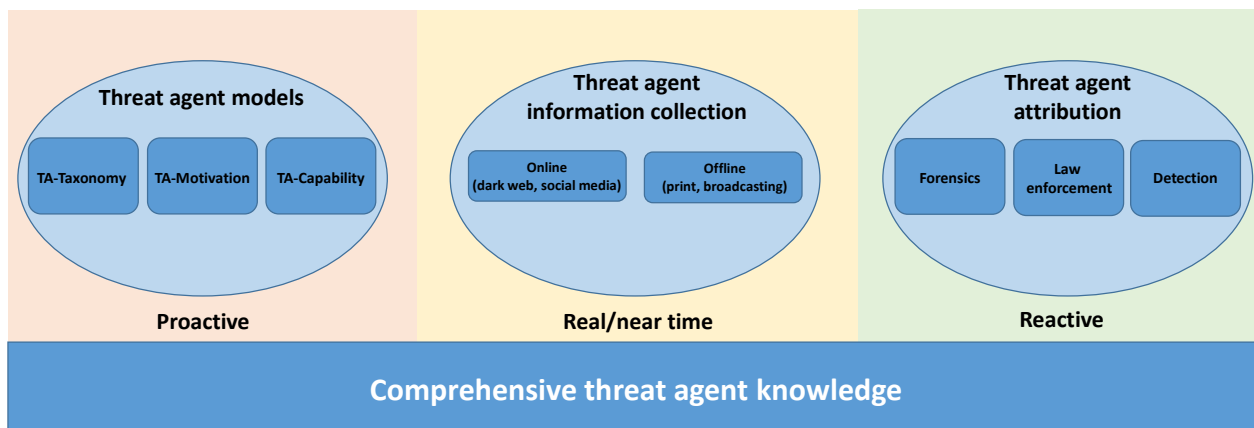 Threat agent models
TA-Taxonomy
TA-Motivation
TA-Capability
Proactive
Threat agent
information collection
Online
(dark web, social media)
Offline
(print, broadcasting)
Real/near time
Threat agent
attribution
Forensics
Law
enforcement
Detection
Reactive
Comprehensive threat agent knowledge